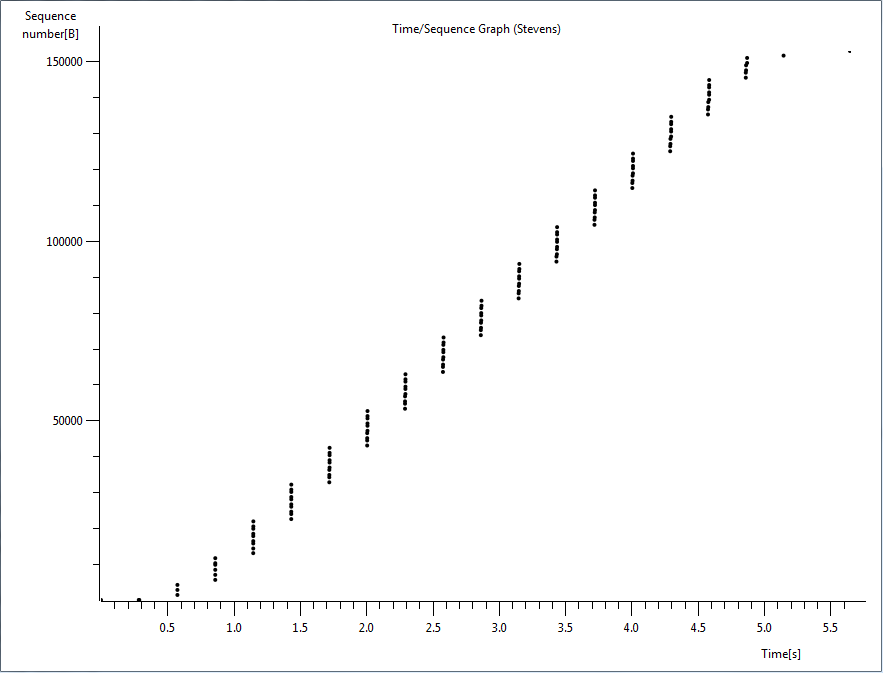 Sequence
number[B]
Time/Sequence Graph (Stevens)
150000
100000
50000
0.5 1.0 1.5 2.0 2.5 3.0 3.5 4.0 4.5 5.0 5.5
Time[s]